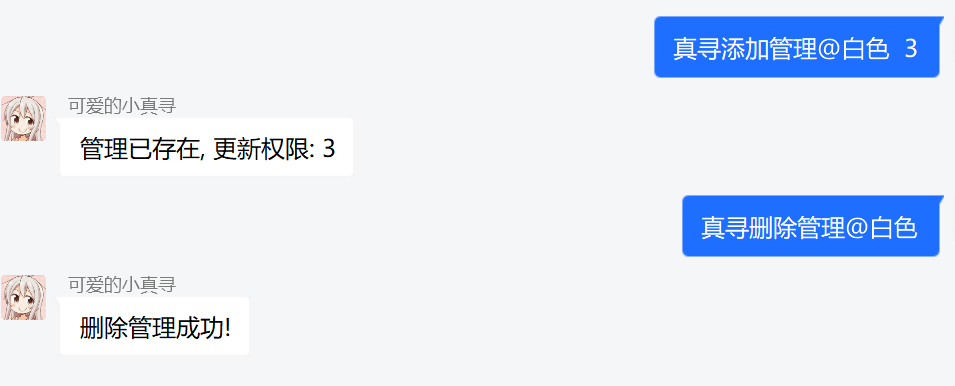 真寻添加管理@白色 3
可爱的小真寻
管理已存在, 更新权限: 3
真寻删除管理@白色
可爱的小真寻
删除管理成功!